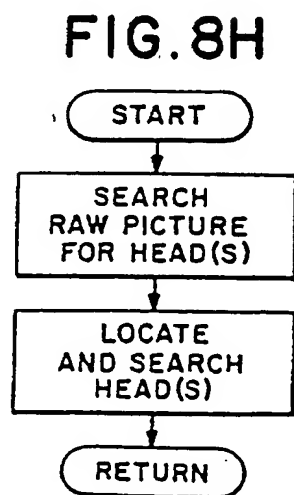 FIG. 8H
START
SEARCH
RAW PICTURE
FOR HEAD(S)
LOCATE
AND SEARCH
HEAD(S)
RETURN